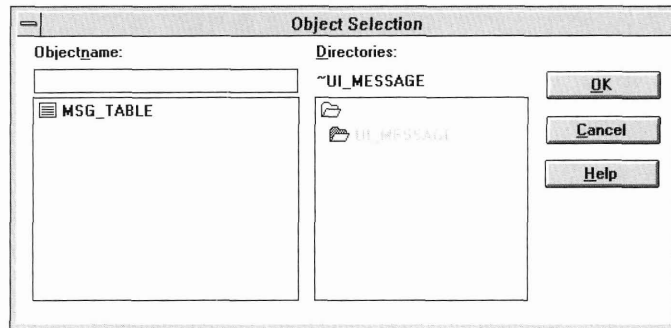 Object Selection
Objectname:
Directories:
~UI_MESSAGE
OK
MSG_TABLE
UI_MESSAGE
Cancel
Help